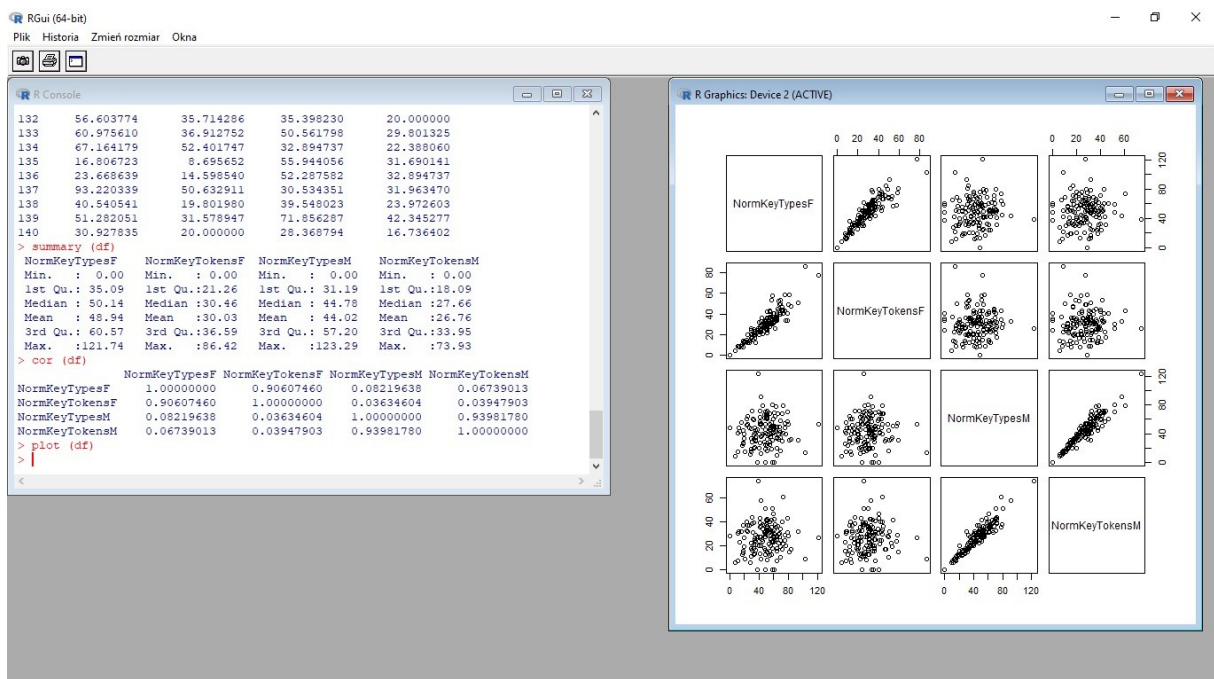 RGui (64-bit)
Plik Historia Zmień rozmiar Okna
R Console
132 56.603774 35.714286 35.398230 20.000000
133 60.975610 36.912752 50.561798 29.801325
134 67.164179 52.401747 32.894737 22.388060
135 16.806723 8.695652 55.944056 31.690141
136 23.668639 14.598540 52.287582 32.894737
137 93.220339 50.632911 30.534351 31.963470
138 40.540541 19.801980 39.548023 23.972603
139 51.282051 31.578947 71.856287 42.345277
140 30.927835 20.000000 28.368794 16.736402
> summary (df)
NormKeyTypesF NormKeyTokensF NormKeyTypesM NormKeyTokensM
Min. : 0.00 Min. : 0.00 Min. : 0.00 Min. : 0.00
1st Qu.: 35.09 1st Qu.:21.26 1st Qu.: 31.19 1st Qu.:18.09
Median : 50.14 Median :30.46 Median : 44.78 Median :27.66
Mean : 48.94 Mean :30.03 Mean : 44.02 Mean :26.76
3rd Qu.: 60.57 3rd Qu.:36.59 3rd Qu.: 57.20 3rd Qu.:33.95
Max. :121.74 Max. :86.42 Max. :123.29 Max. :73.93
> cor (df)
NormKeyTypesF NormKeyTokensF NormKeyTypesM NormKeyTokensM
NormKeyTypesF 1.00000000 0.90607460 0.08219638 0.06739013
NormKeyTokensF 0.90607460 1.00000000 0.03634604 0.03947903
NormKeyTypesM 0.08219638 0.03634604 1.00000000 0.93981780
NormKeyTokensM 0.06739013 0.03947903 0.93981780 1.00000000
> plot (df)
>
R Graphics: Device 2 (ACTIVE)
0 20 40 60 80
0 20 40 60
NormKeyTypesF
0 40 80 120
0 20 40 60 80
NormKeyTokensF
NormKeyTypesM
0 40 80 120
0 20 40 60
NormKeyTokensM
0 40 80 120
0 40 80 120